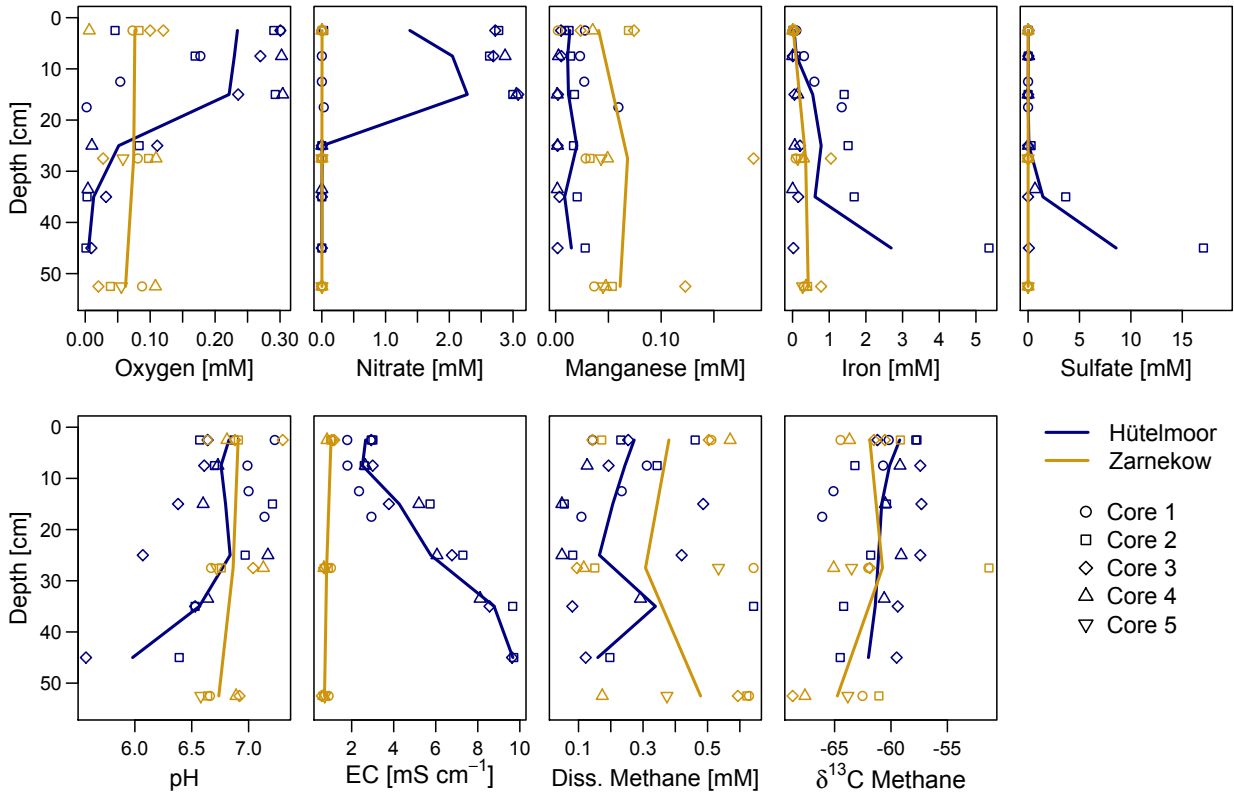 Depth [cm]
0
10
20
30
40
50
0.00 0.10 0.20 0.30
Oxygen [mM]
0.0 1.0 2.0 3.0
Nitrate [mM]
0.00 0.10
Manganese [mM]
0 2 4 6
Iron [mM]
0 5 10 15
Sulfate [mM]
Depth [cm]
0
10
20
30
40
50
6.0 7.0
pH
2 4 6 8 10
EC [mS cm⁻¹]
0.1 0.3 0.5
Diss. Methane [mM]
-65 -60 -55
δ¹³C Methane
Hütelmoor
Zarnekow
Core 1
Core 2
Core 3
Core 4
Core 5